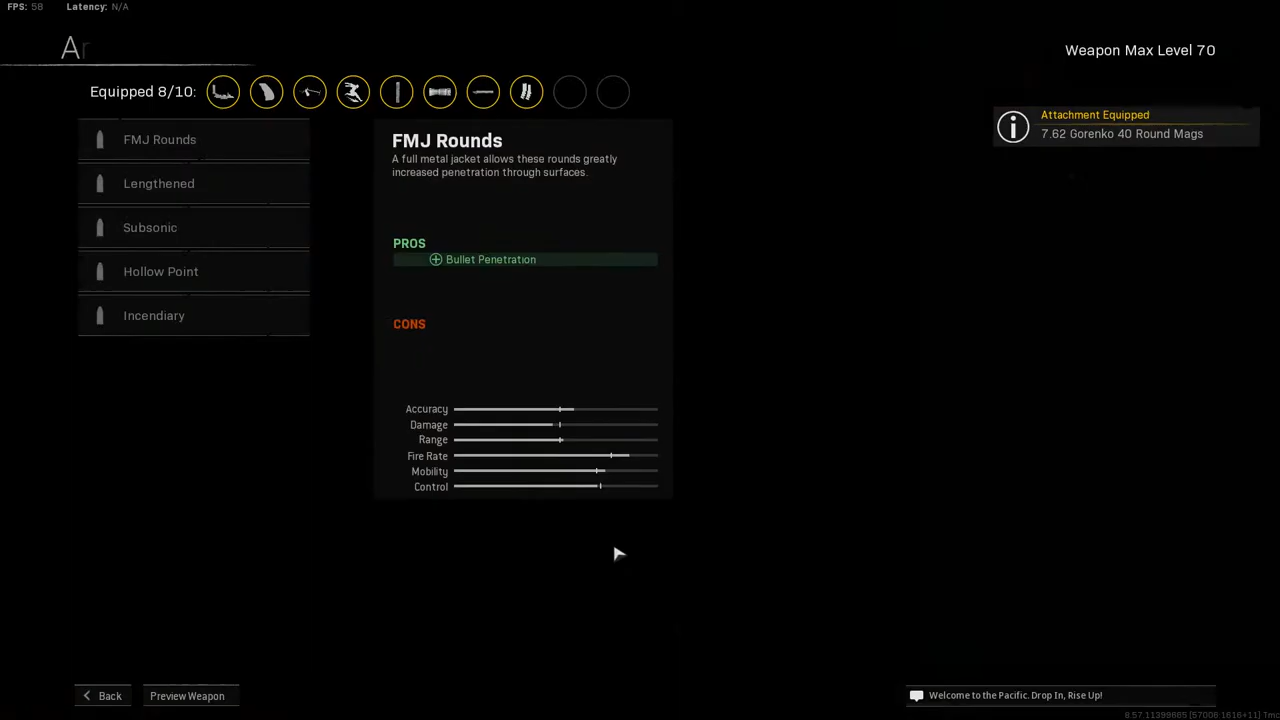 FPS: 58 Latency: N/A
Ar
Weapon Max Level 70
Equipped 8/10:
Attachment Equipped
7.62 Gorenko 40 Round Mags
FMJ Rounds
Lengthened
Subsonic
Hollow Point
Incendiary
FMJ Rounds
A full metal jacket allows these rounds greatly
increased penetration through surfaces.
PROS
Bullet Penetration
CONS
Accuracy
Damage
Range
Fire Rate
Mobility
Control
Back
Preview Weapon
Welcome to the Pacific. Drop In, Rise Up!